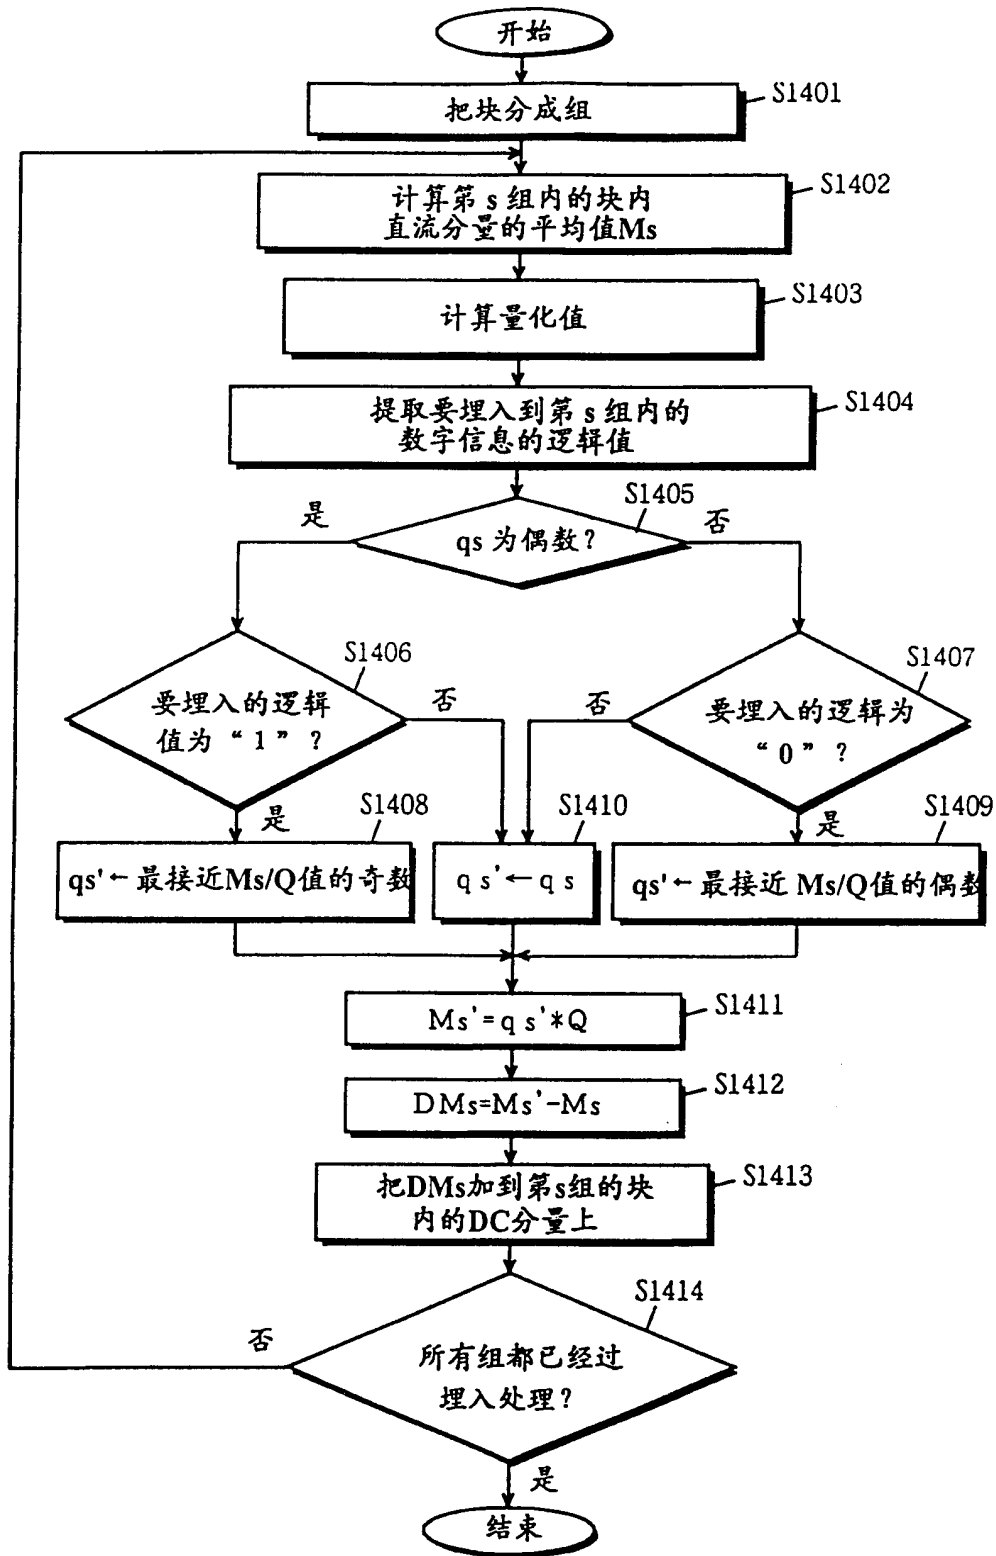 开始
S1401
把块分成组
S1402
计算第 s 组内的块内
直流分量的平均值Ms
S1403
计算量化值
S1404
提取要埋入到第 s 组内的
数字信息的逻辑值
S1405
是
qs 为偶数？
否
S1406
要埋入的逻辑
值为“1”？
否
S1407
否
要埋入的逻辑为
“0”？
S1408
是
qs'←最接近Ms/Q值的奇数
S1410
qs'←qs
S1409
是
qs'←最接近 Ms/Q值的偶数
S1411
Ms'=qs'*Q
S1412
DMs=Ms'-Ms
S1413
把DMs加到第s组的块
内的DC分量上
S1414
否
所有组都已经过
埋入处理？
是
结束